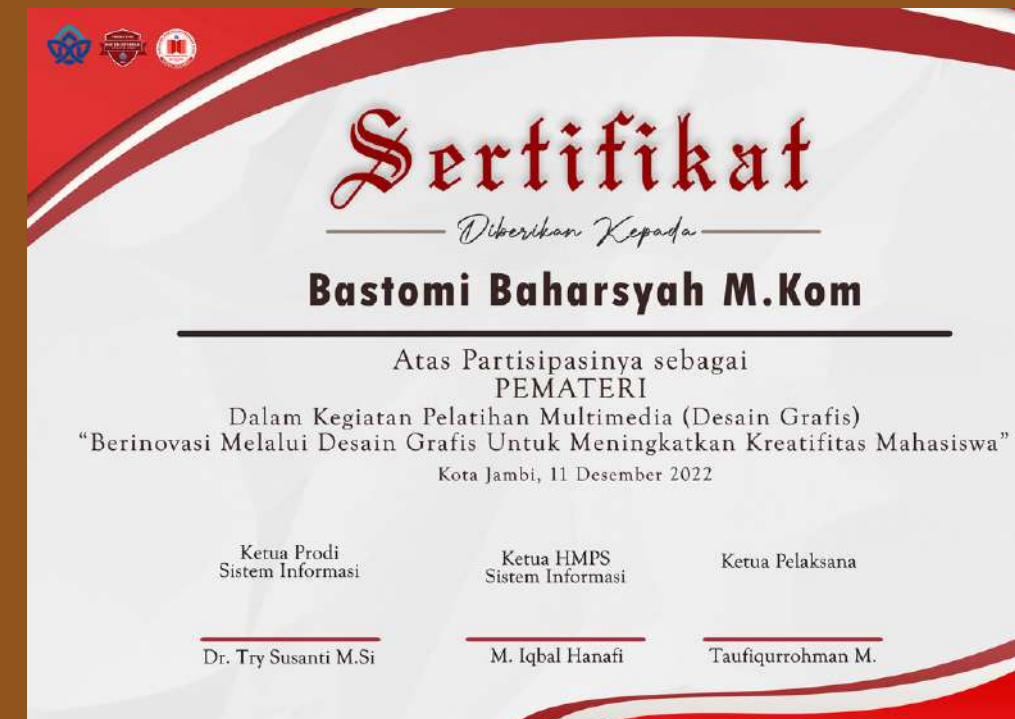 Sertifikat
Diberikan Kepada
Bastomi Baharsyah M.Kom
Atas Partisipasinya sebagai
PEMATERI
Dalam Kegiatan Pelatihan Multimedia (Desain Grafis)
“Berinovasi Melalui Desain Grafis Untuk Meningkatkan Kreatifitas Mahasiswa”
Kota Jambi, 11 Desember 2022
Ketua Prodi
Sistem Informasi
Dr. Try Susanti M.Si
Ketua HMPS
Sistem Informasi
M. Iqbal Hanafi
Ketua Pelaksana
Taufiqurrohman M.